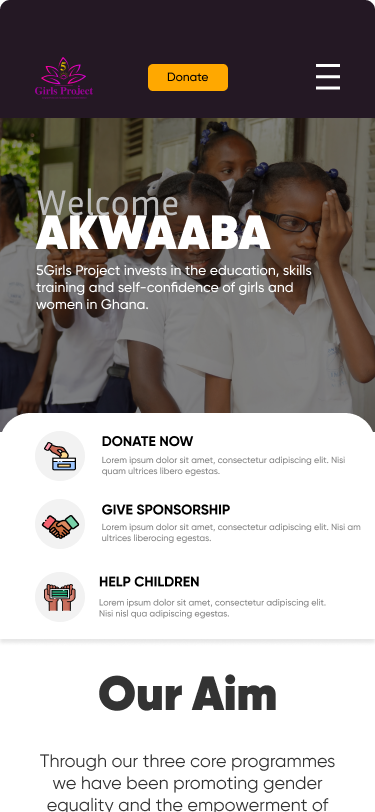 5
Girls Project
Donate
Welcome
AKWAABA
5Girls Project invests in the education, skills
training and self-confidence of girls and
women in Ghana.
DONATE NOW
Lorem ipsum dolor sit amet, consectetur adipiscing elit. Nisi
quam ultrices libero egestas.
GIVE SPONSORSHIP
Lorem ipsum dolor sit amet, consectetur adipiscing elit. Nisi am
ultrices liberocing egestas.
HELP CHILDREN
Lorem ipsum dolor sit amet, consectetur adipiscing elit.
Nisi nisl qua adipiscing egestas.
Our Aim
Through our three core programmes
we have been promoting gender
equality and the empowerment of